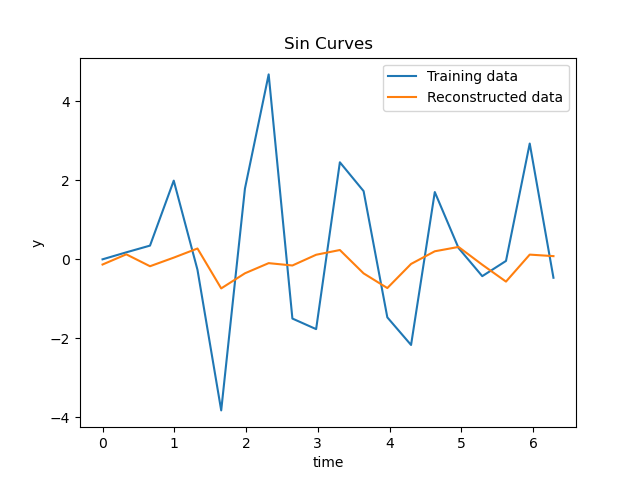 Sin Curves
Training data
Reconstructed data
4
2
0
−2
−4
y
0 1 2 3 4 5 6
time